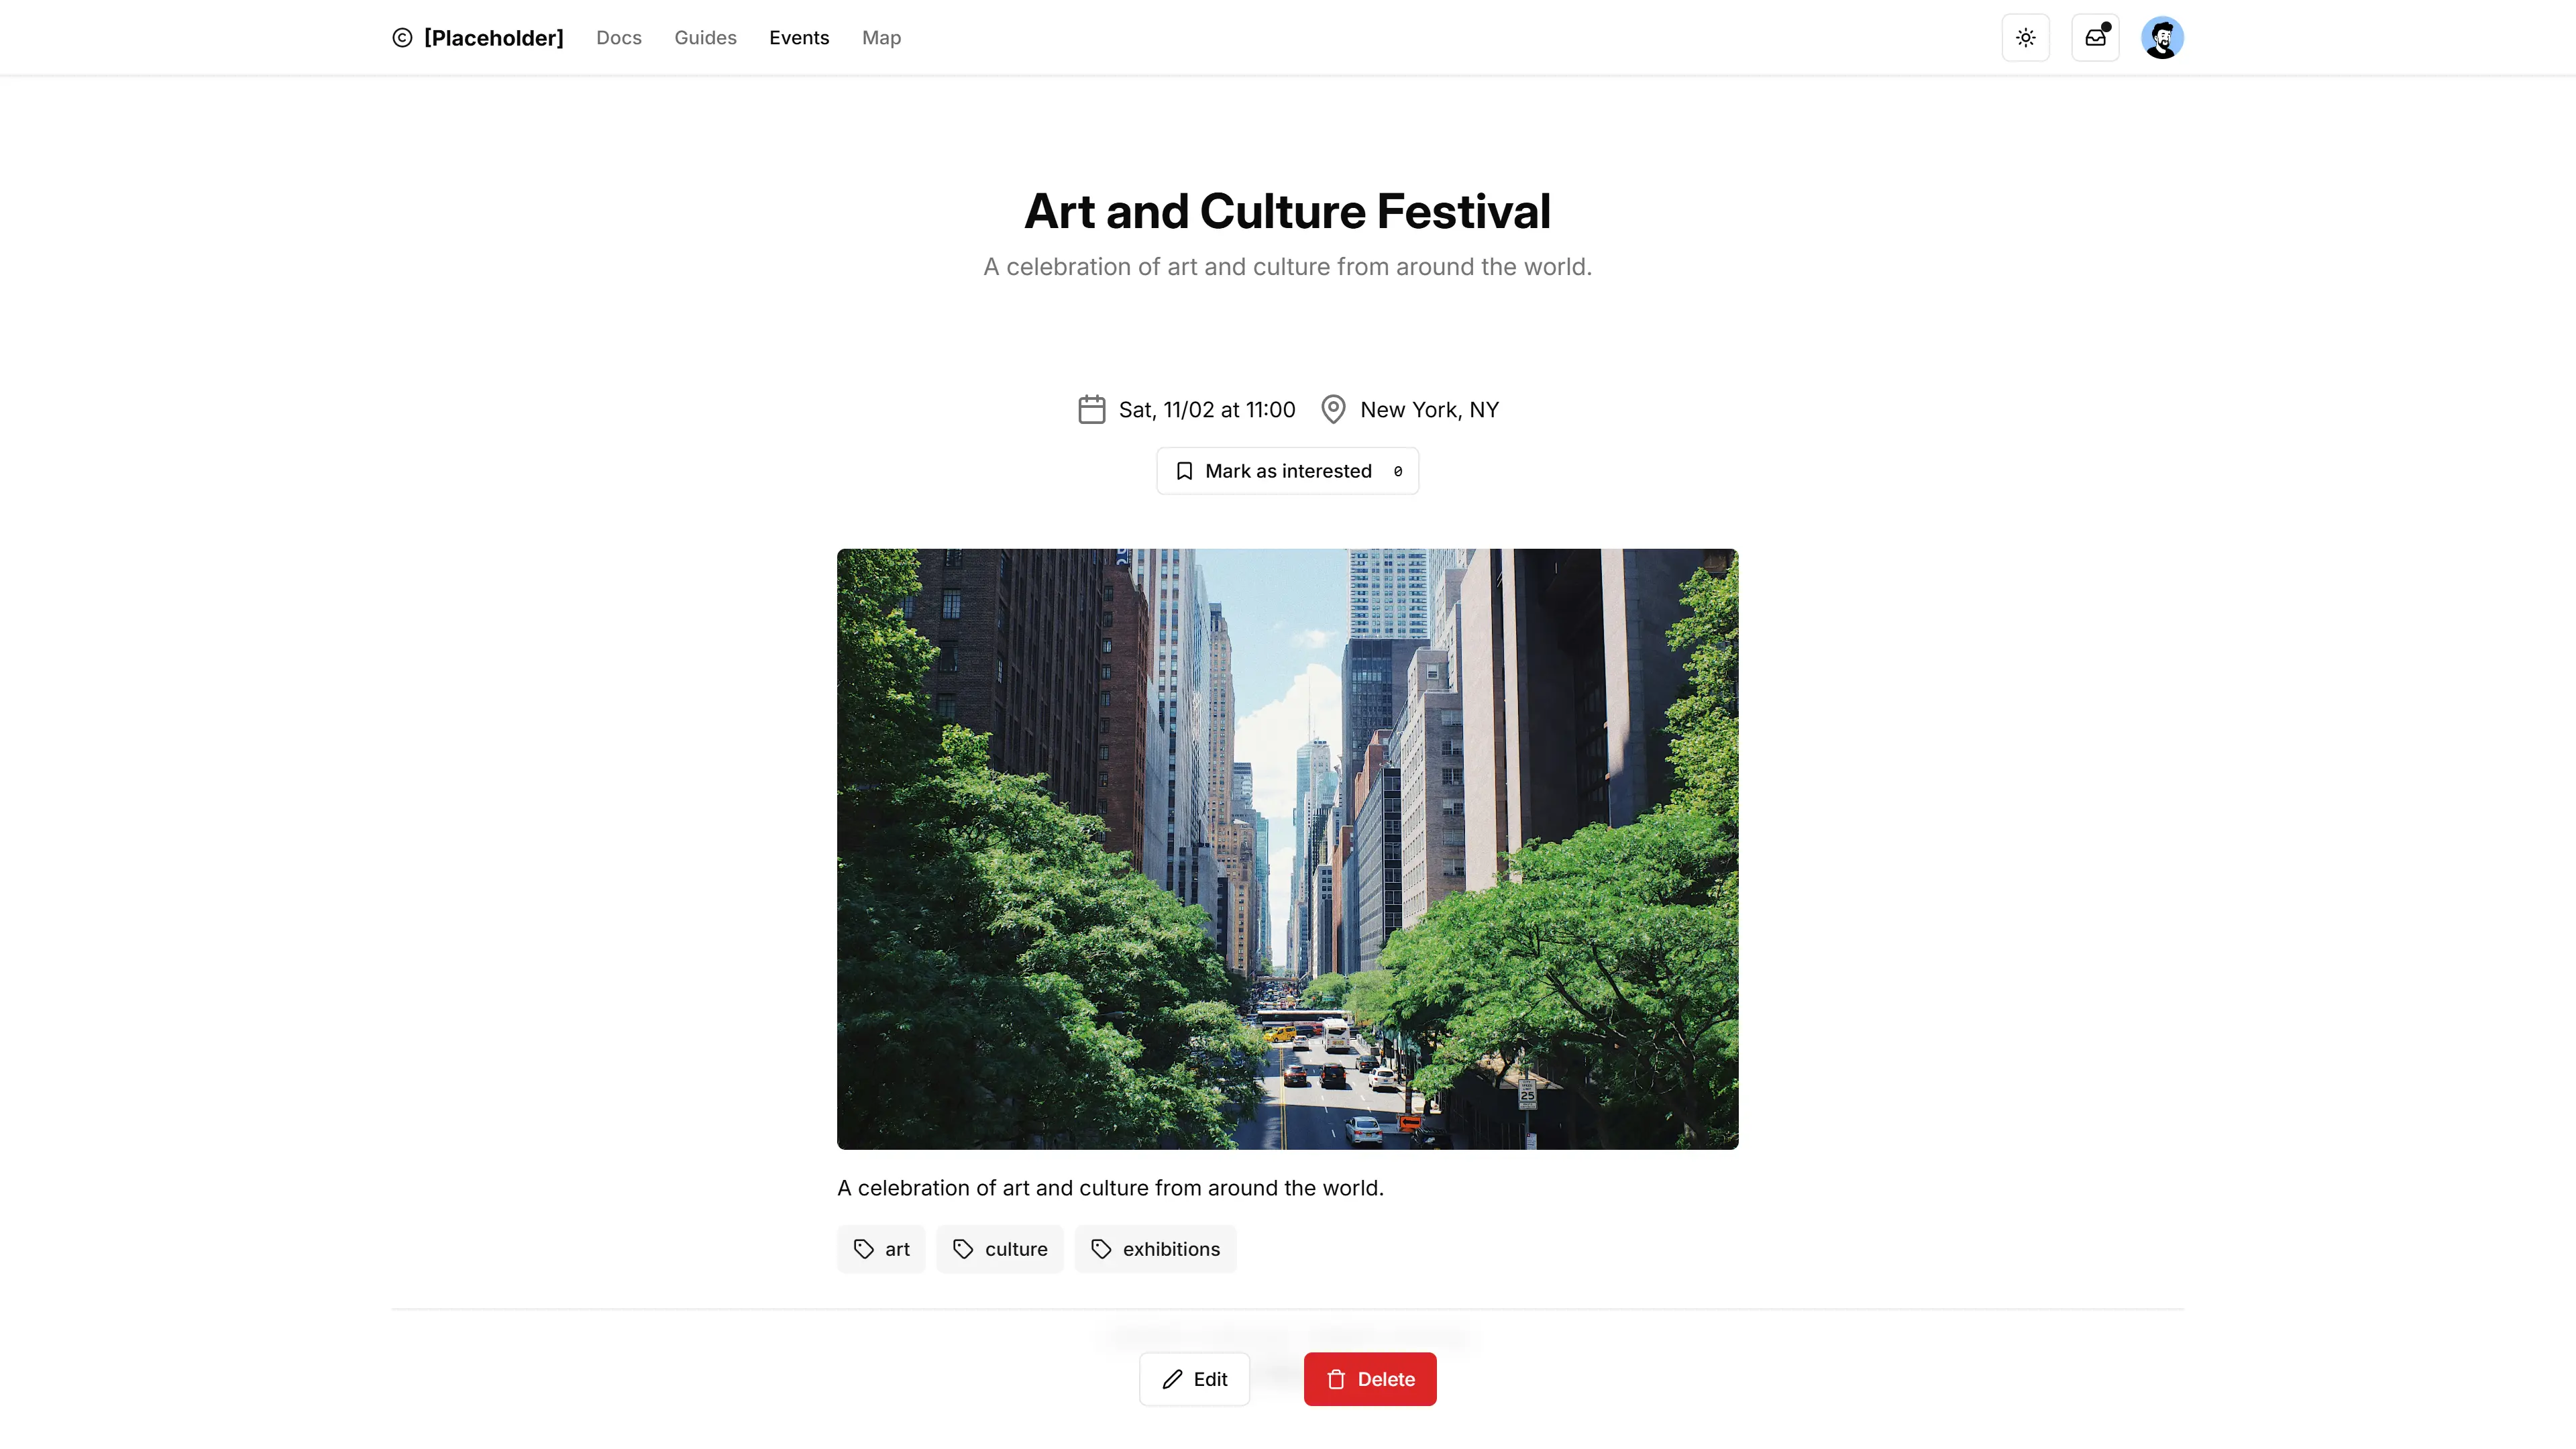 [Placeholder] Docs Guides Events Map
Art and Culture Festival
A celebration of art and culture from around the world.
Sat, 11/02 at 11:00 New York, NY
Mark as interested 0
25
A celebration of art and culture from around the world.
art culture exhibitions
Edit Delete